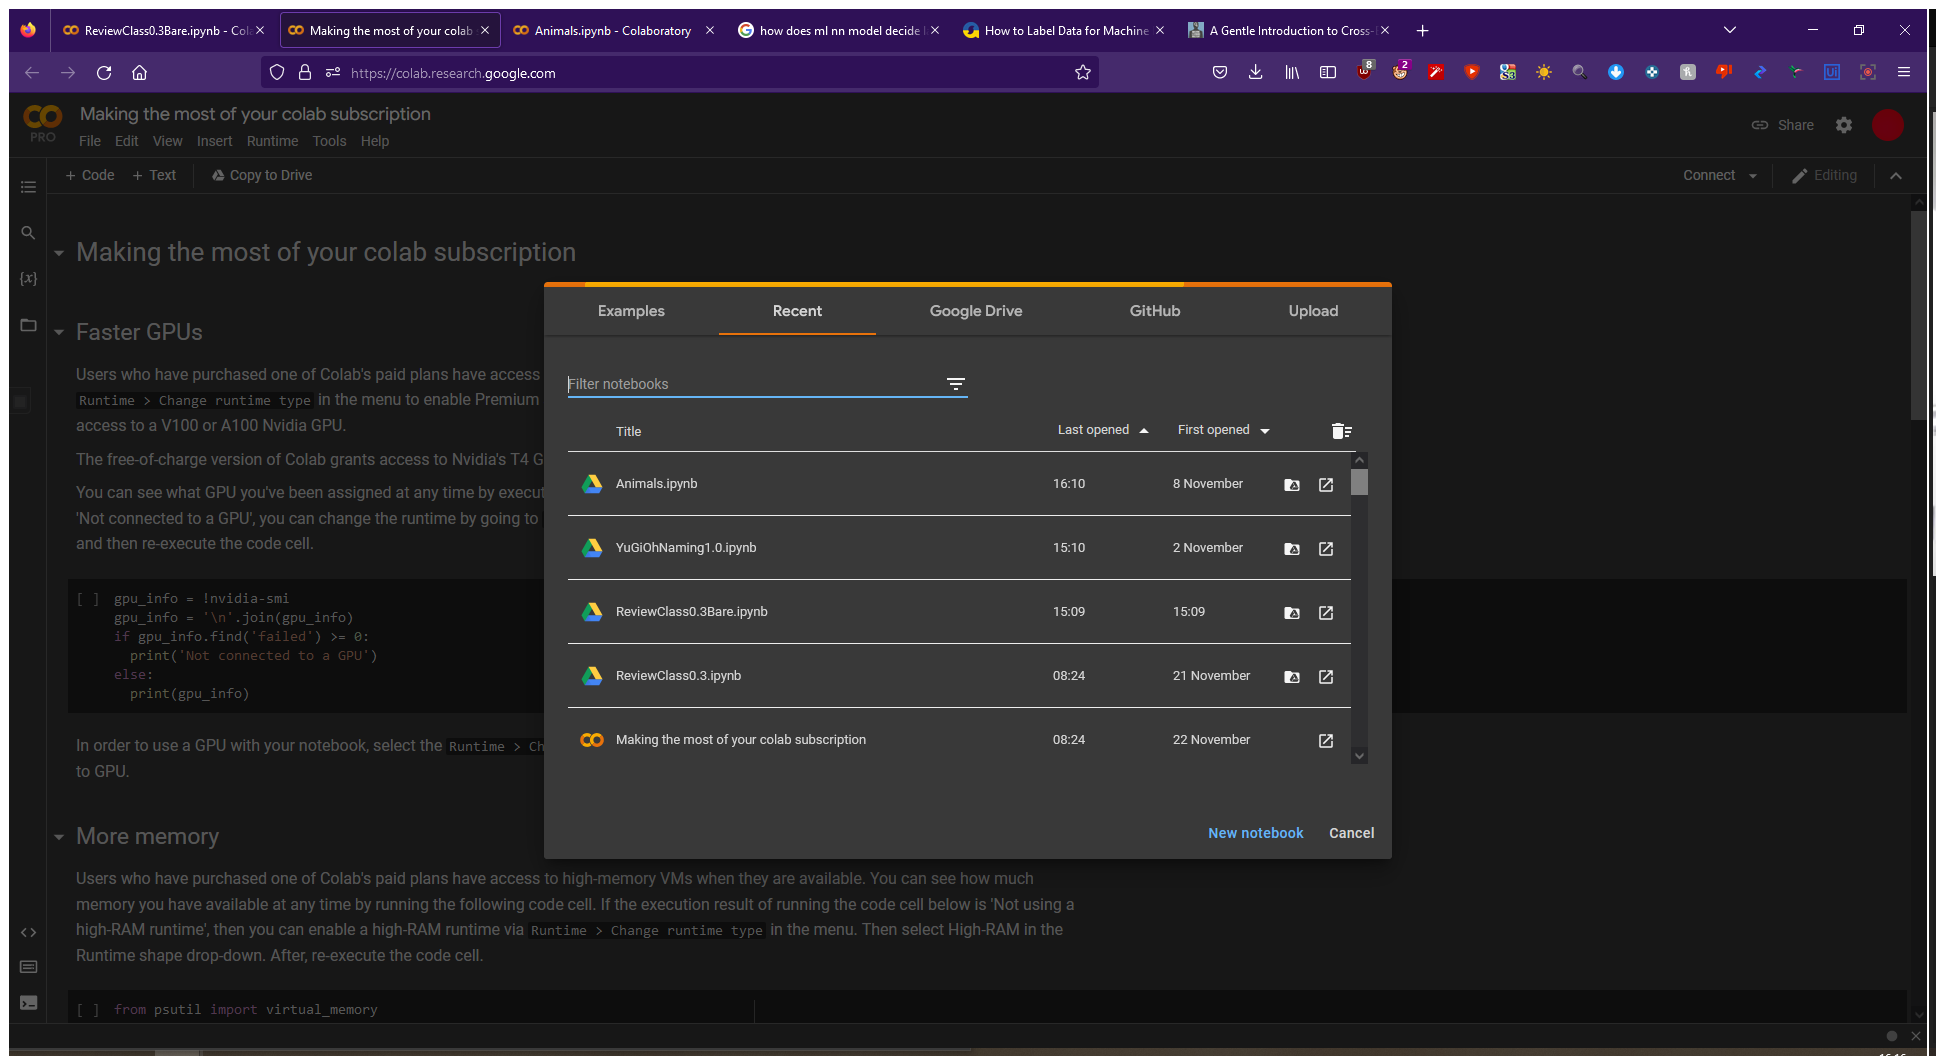 ReviewClass0.3Bare.ipynb - Col
Making the most of your colab
Animals.ipynb - Colaboratory
how does ml nn model decide
How to Label Data for Machine
A Gentle Introduction to Cross-
https://colab.research.google.com
8
2
UI
PRO
Making the most of your colab subscription
File Edit View Insert Runtime Tools Help
Share
+ Code + Text Copy to Drive
Connect
Editing
{x}
Making the most of your colab subscription
Faster GPUs
Users who have purchased one of Colab's paid plans have access
Runtime > Change runtime type in the menu to enable Premium
access to a V100 or A100 Nvidia GPU.
The free-of-charge version of Colab grants access to Nvidia's T4 G
You can see what GPU you've been assigned at any time by execut
'Not connected to a GPU', you can change the runtime by going to
and then re-execute the code cell.
[ ] gpu_info = !nvidia-smi
gpu_info = '\n'.join(gpu_info)
if gpu_info.find('failed') >= 0:
print('Not connected to a GPU')
else:
print(gpu_info)
In order to use a GPU with your notebook, select the Runtime > Ch
to GPU.
More memory
Users who have purchased one of Colab's paid plans have access to high-memory VMs when they are available. You can see how much
memory you have available at any time by running the following code cell. If the execution result of running the code cell below is 'Not using a
high-RAM runtime', then you can enable a high-RAM runtime via Runtime > Change runtime type in the menu. Then select High-RAM in the
Runtime shape drop-down. After, re-execute the code cell.
[ ] from psutil import virtual_memory
Examples Recent Google Drive GitHub Upload
Filter notebooks
Title Last opened First opened
Animals.ipynb 16:10 8 November
YuGiOhNaming1.0.ipynb 15:10 2 November
ReviewClass0.3Bare.ipynb 15:09 15:09
ReviewClass0.3.ipynb 08:24 21 November
Making the most of your colab subscription 08:24 22 November
New notebook Cancel